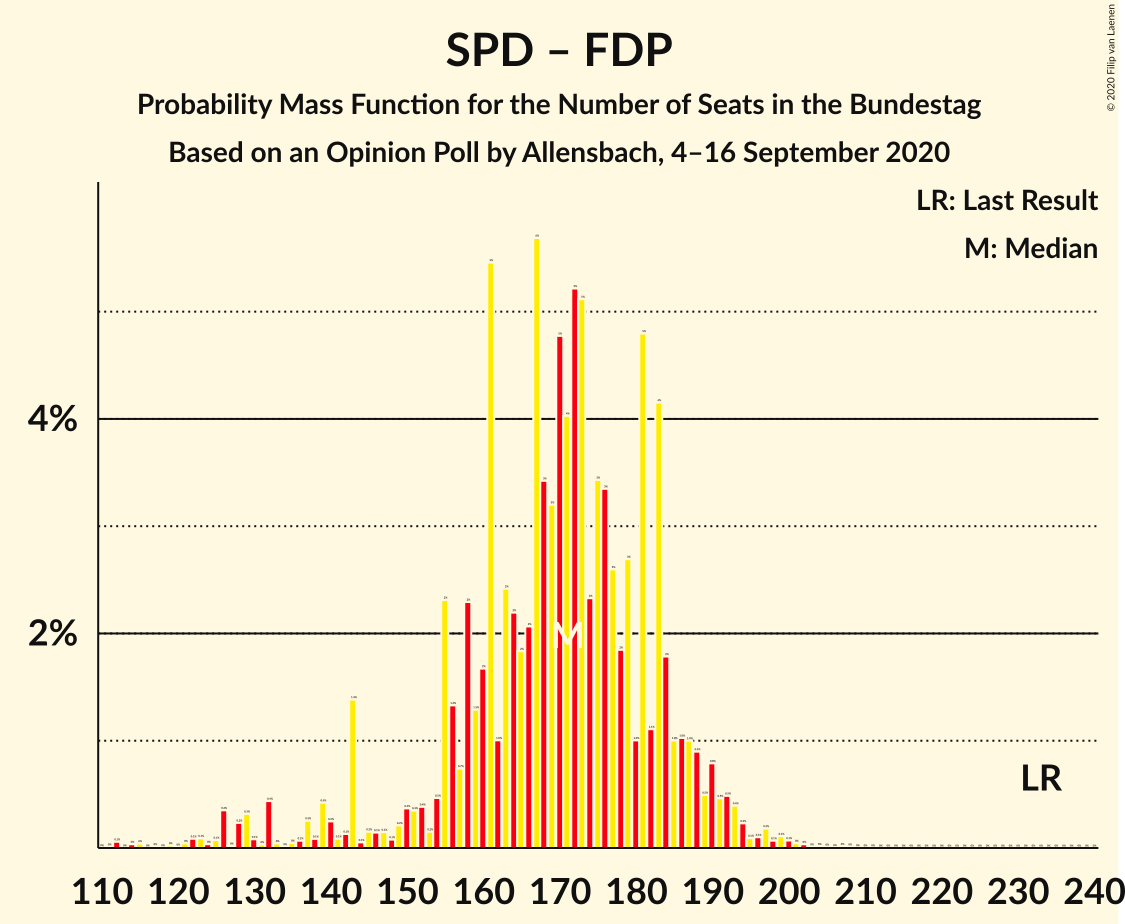 SPD – FDP
Probability Mass Function for the Number of Seats in the Bundestag
Based on an Opinion Poll by Allensbach, 4–16 September 2020
© 2020 Filip van Laenen
LR: Last Result
M: Median
4%
2%
M
LR
110 120 130 140 150 160 170 180 190 200 210 220 230 240